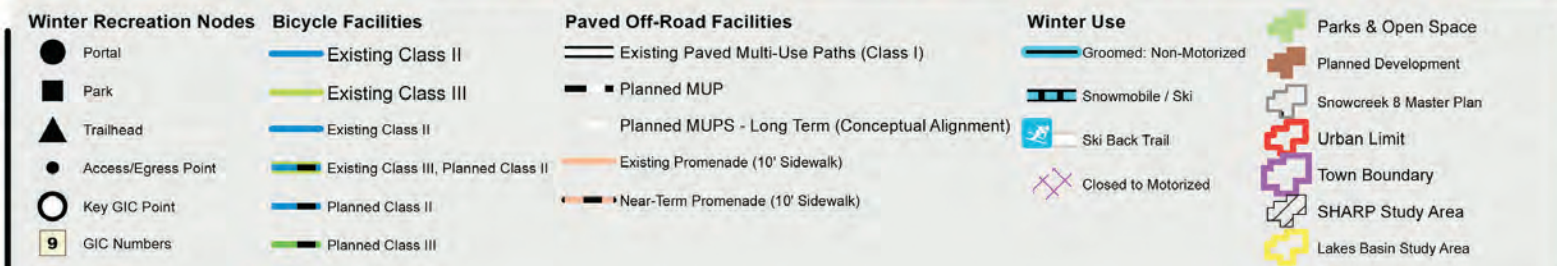 Winter Recreation Nodes
Portal
Park
Trailhead
Access/Egress Point
Key GIC Point
9 GIC Numbers
Bicycle Facilities
Existing Class II
Existing Class III
Existing Class II
Existing Class III, Planned Class II
Planned Class II
Planned Class III
Paved Off-Road Facilities
Existing Paved Multi-Use Paths (Class I)
Planned MUP
Planned MUPS - Long Term (Conceptual Alignment)
Existing Promenade (10' Sidewalk)
Near-Term Promenade (10' Sidewalk)
Winter Use
Groomed: Non-Motorized
Snowmobile / Ski
Ski Back Trail
Closed to Motorized
Parks & Open Space
Planned Development
Snowcreek 8 Master Plan
Urban Limit
Town Boundary
SHARP Study Area
Lakes Basin Study Area